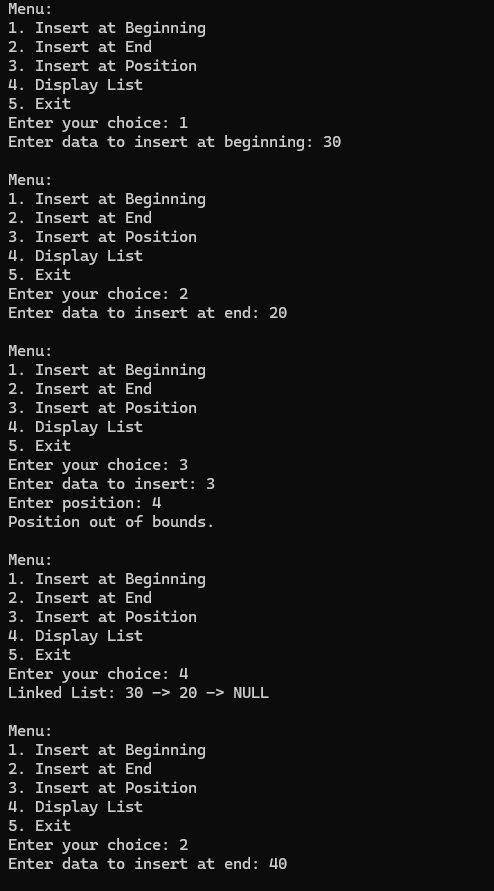 Menu:
1. Insert at Beginning
2. Insert at End
3. Insert at Position
4. Display List
5. Exit
Enter your choice: 1
Enter data to insert at beginning: 30

Menu:
1. Insert at Beginning
2. Insert at End
3. Insert at Position
4. Display List
5. Exit
Enter your choice: 2
Enter data to insert at end: 20

Menu:
1. Insert at Beginning
2. Insert at End
3. Insert at Position
4. Display List
5. Exit
Enter your choice: 3
Enter data to insert: 3
Enter position: 4
Position out of bounds.

Menu:
1. Insert at Beginning
2. Insert at End
3. Insert at Position
4. Display List
5. Exit
Enter your choice: 4
Linked List: 30 -> 20 -> NULL

Menu:
1. Insert at Beginning
2. Insert at End
3. Insert at Position
4. Display List
5. Exit
Enter your choice: 2
Enter data to insert at end: 40